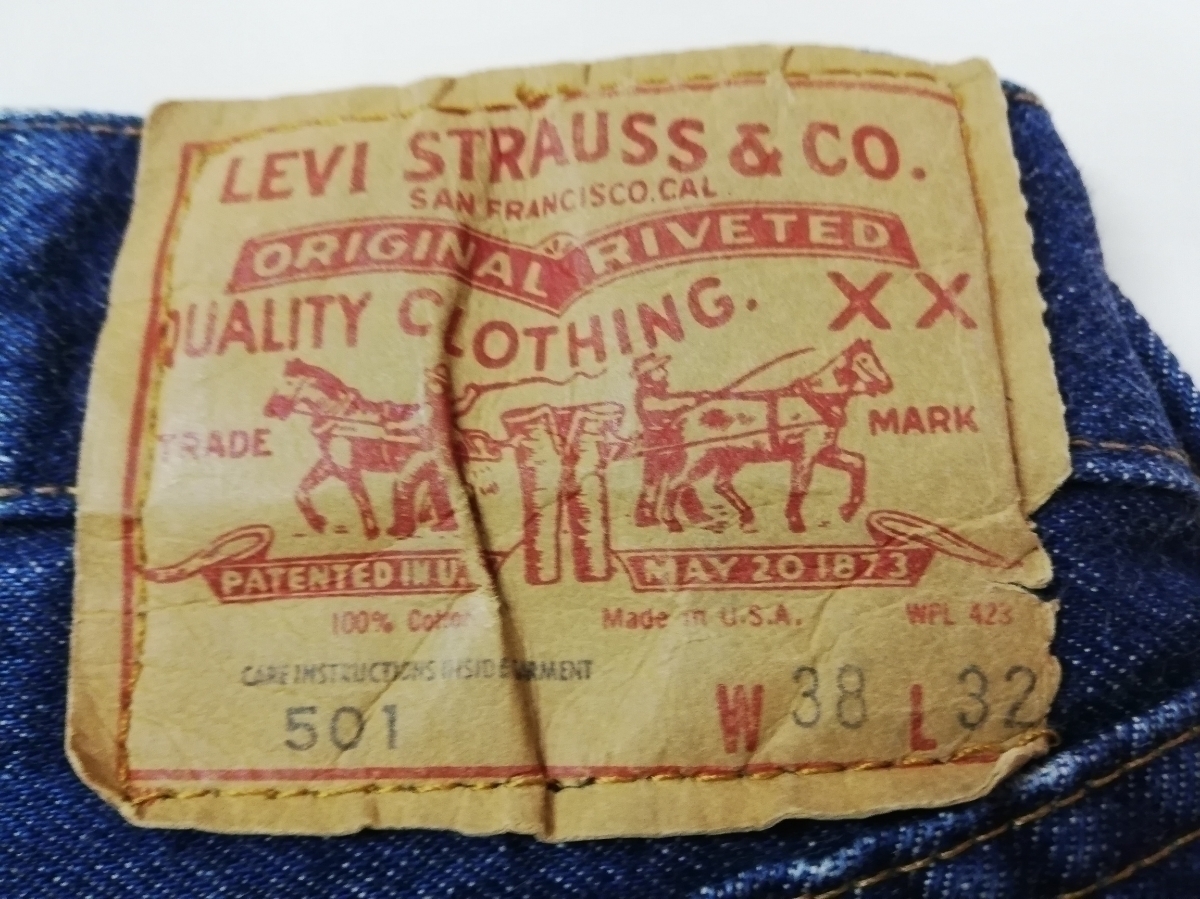 LEVI STRAUSS & CO.
SAN FRANCISCO.CAL
ORIGINAL RIVETED
QUALITY CLOTHING. XX
TRADE MARK
PATENTED IN U. MAY 20 1873
100% Cotton Made in U.S.A. WPL 423
CARE INSTRUCTIONS INSIDE GARMENT
501 W 38 L 32